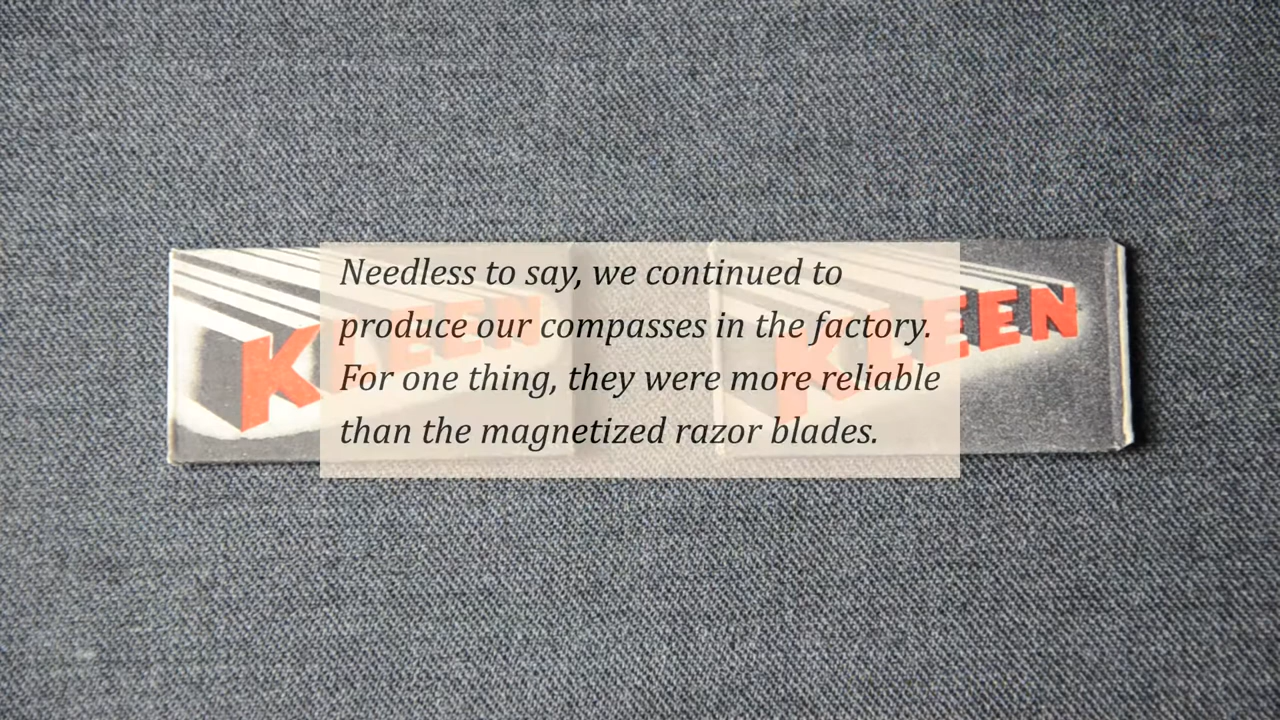 KLEEN KLEEN
Needless to say, we continued to
produce our compasses in the factory.
For one thing, they were more reliable
than the magnetized razor blades.